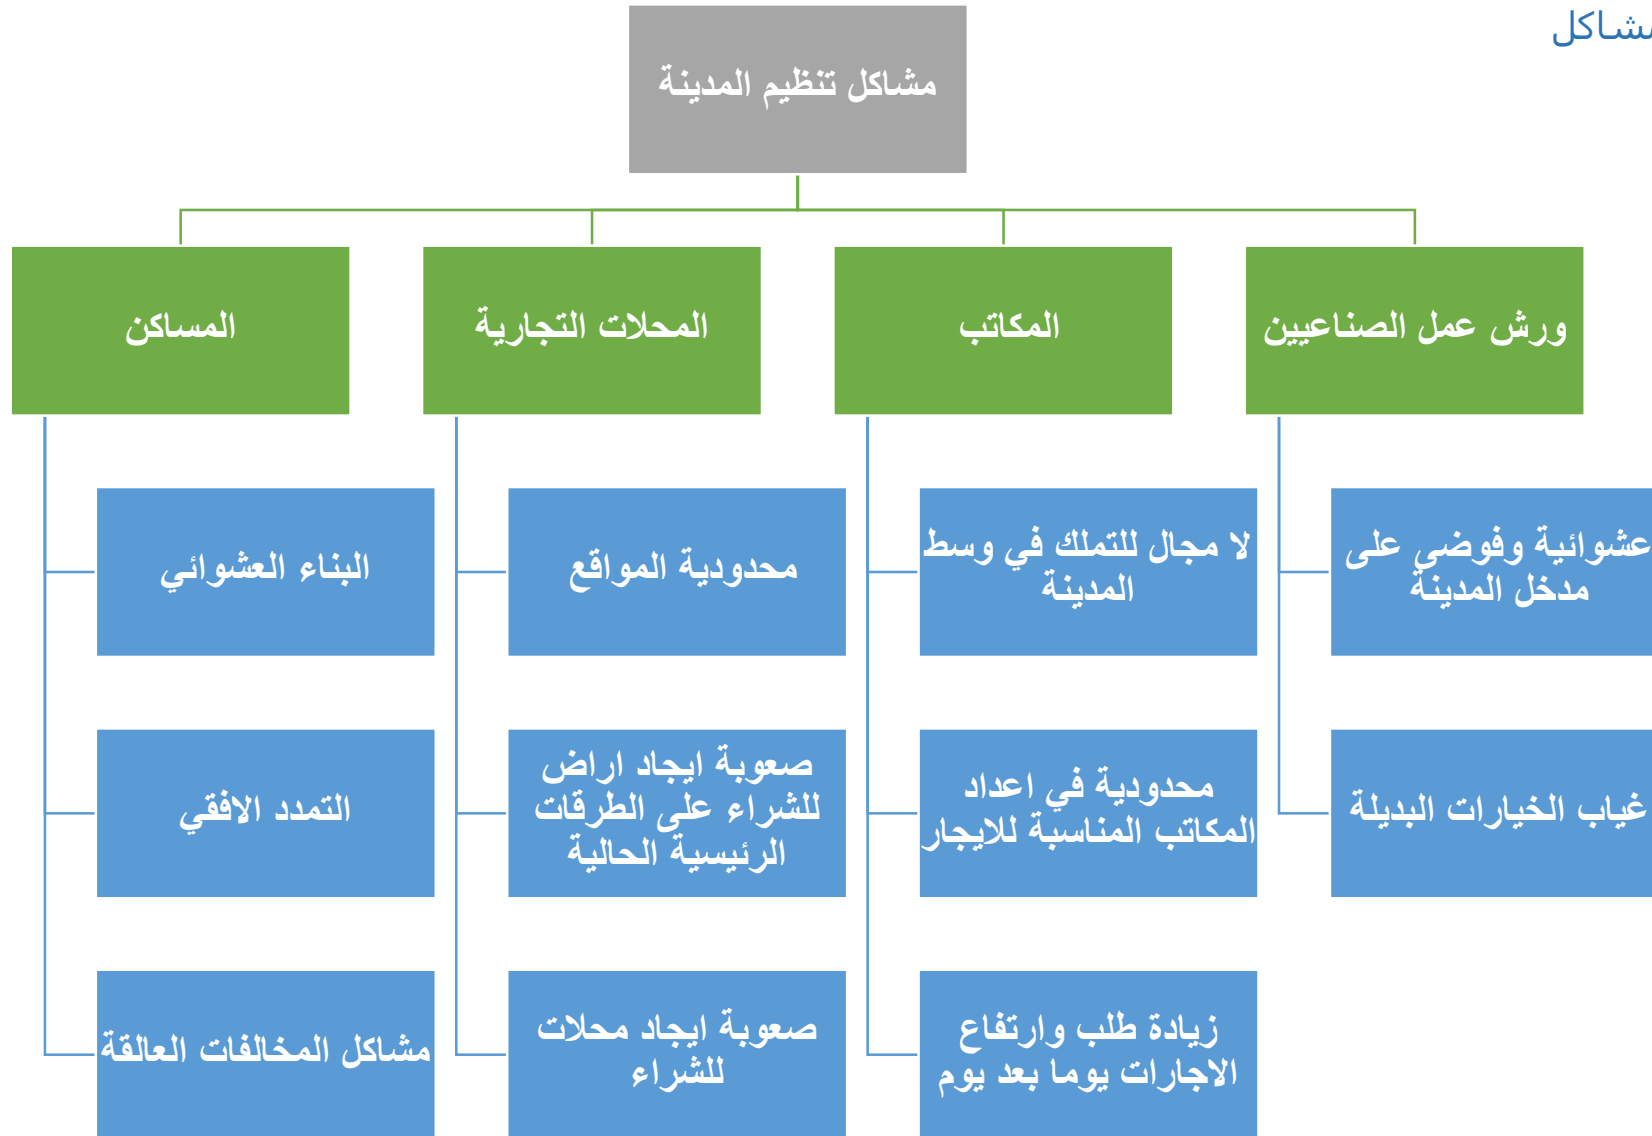 مشاكل تنظيم المدينة
ورش عمل الصناعيين
عشوائية وفوضى على
مدخل المدينة
غياب الخيارات البديلة
المكاتب
لا مجال للتملك في وسط
المدينة
محدودية في اعداد
المكاتب المناسبة للايجار
زيادة طلب وارتفاع
الاجارات يوما بعد يوم
المحلات التجارية
محدودية المواقع
صعوبة ايجاد اراض
للشراء على الطرقات
الرئيسية الحالية
صعوبة ايجاد محلات
للشراء
المساكن
البناء العشوائي
التمدد الافقي
مشاكل المخالفات العالقة